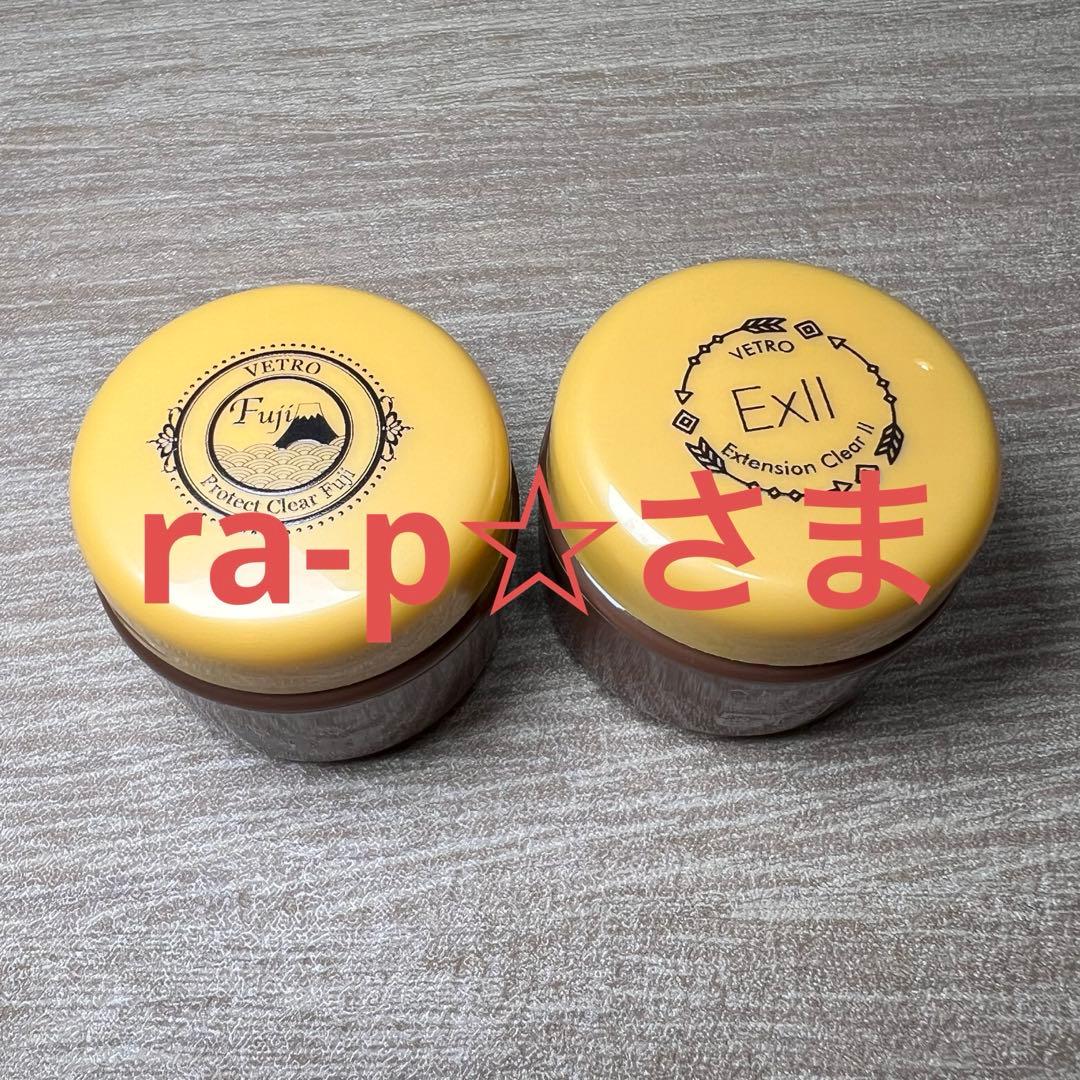 VETRO
Fuji
Protect Clear Fuji
VETRO
ExII
Extension Clear II
ra-p☆さま